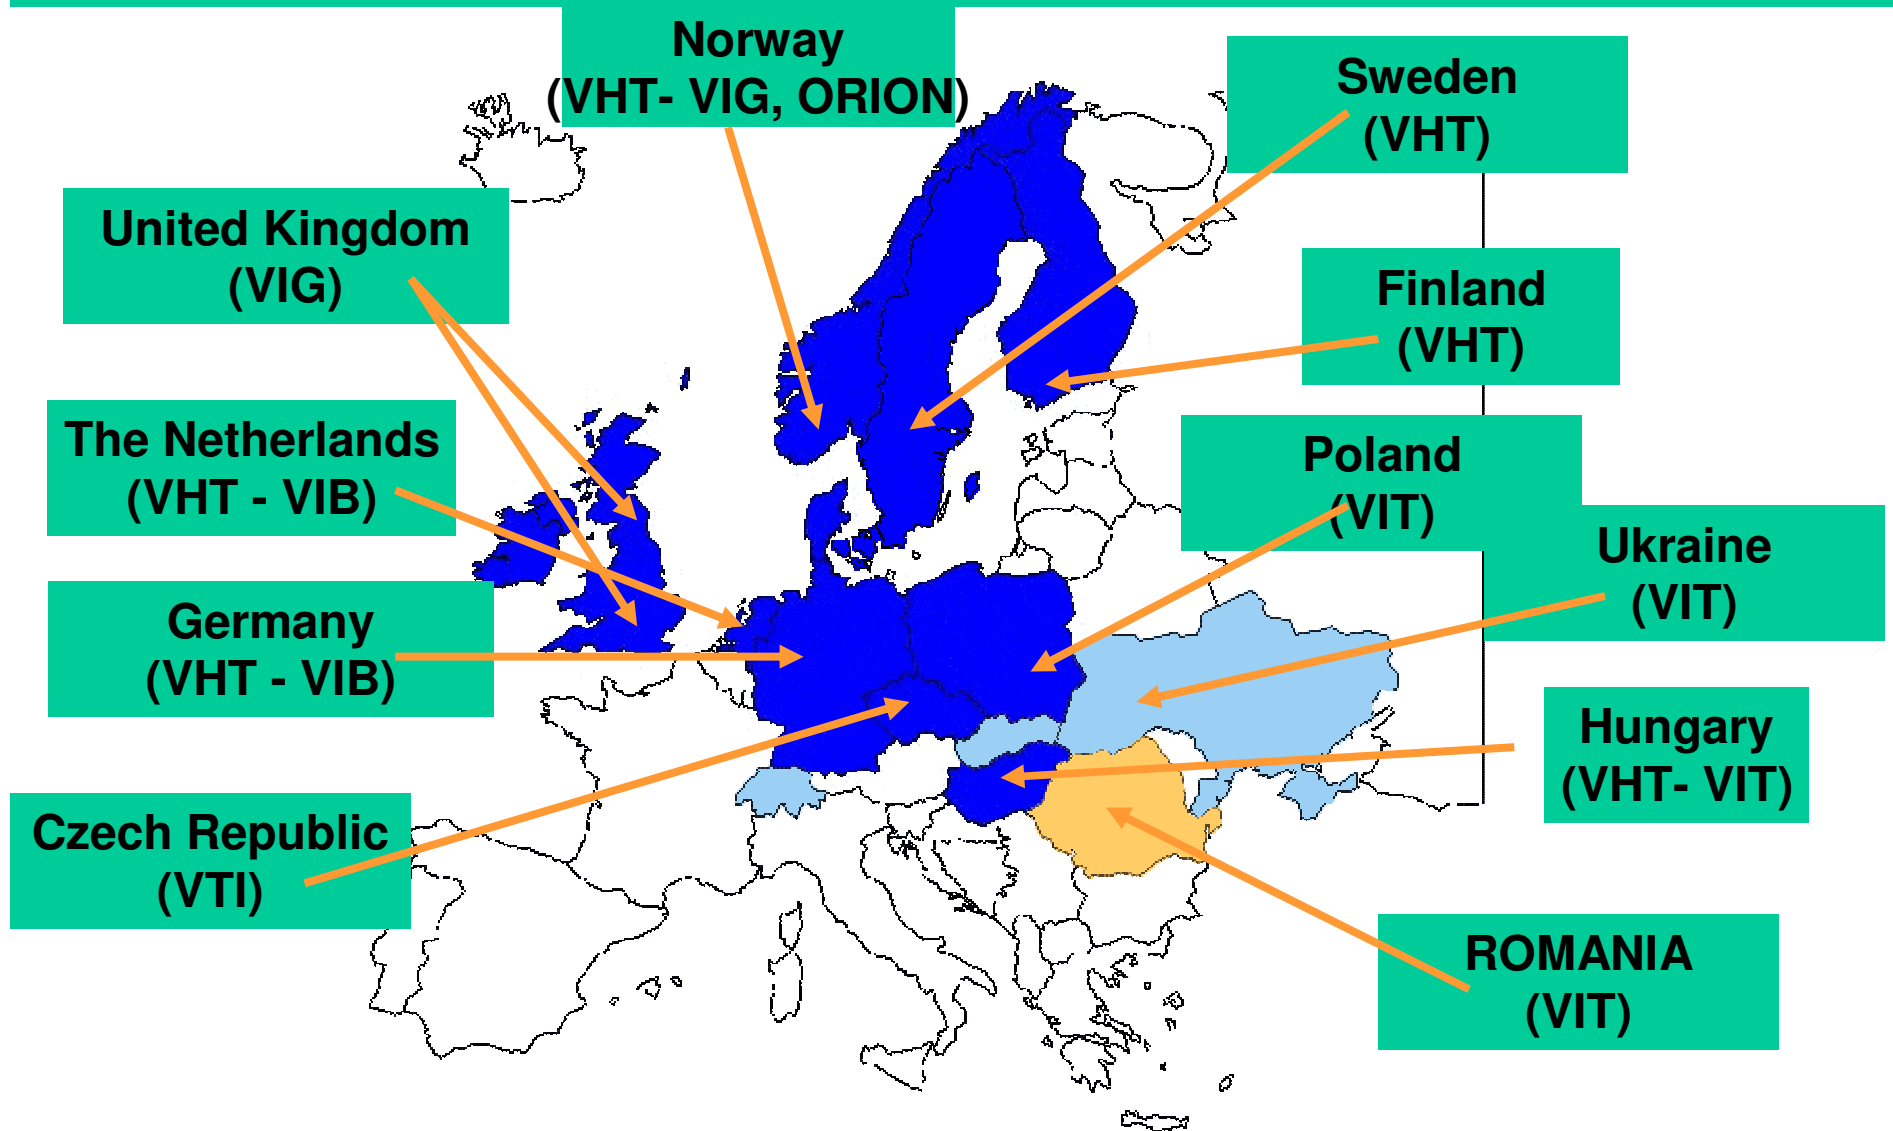 Norway
(VHT- VIG, ORION)
Sweden
(VHT)
United Kingdom
(VIG)
Finland
(VHT)
The Netherlands
(VHT - VIB)
Poland
(VIT)
Ukraine
(VIT)
Germany
(VHT - VIB)
Hungary
(VHT- VIT)
Czech Republic
(VTI)
ROMANIA
(VIT)